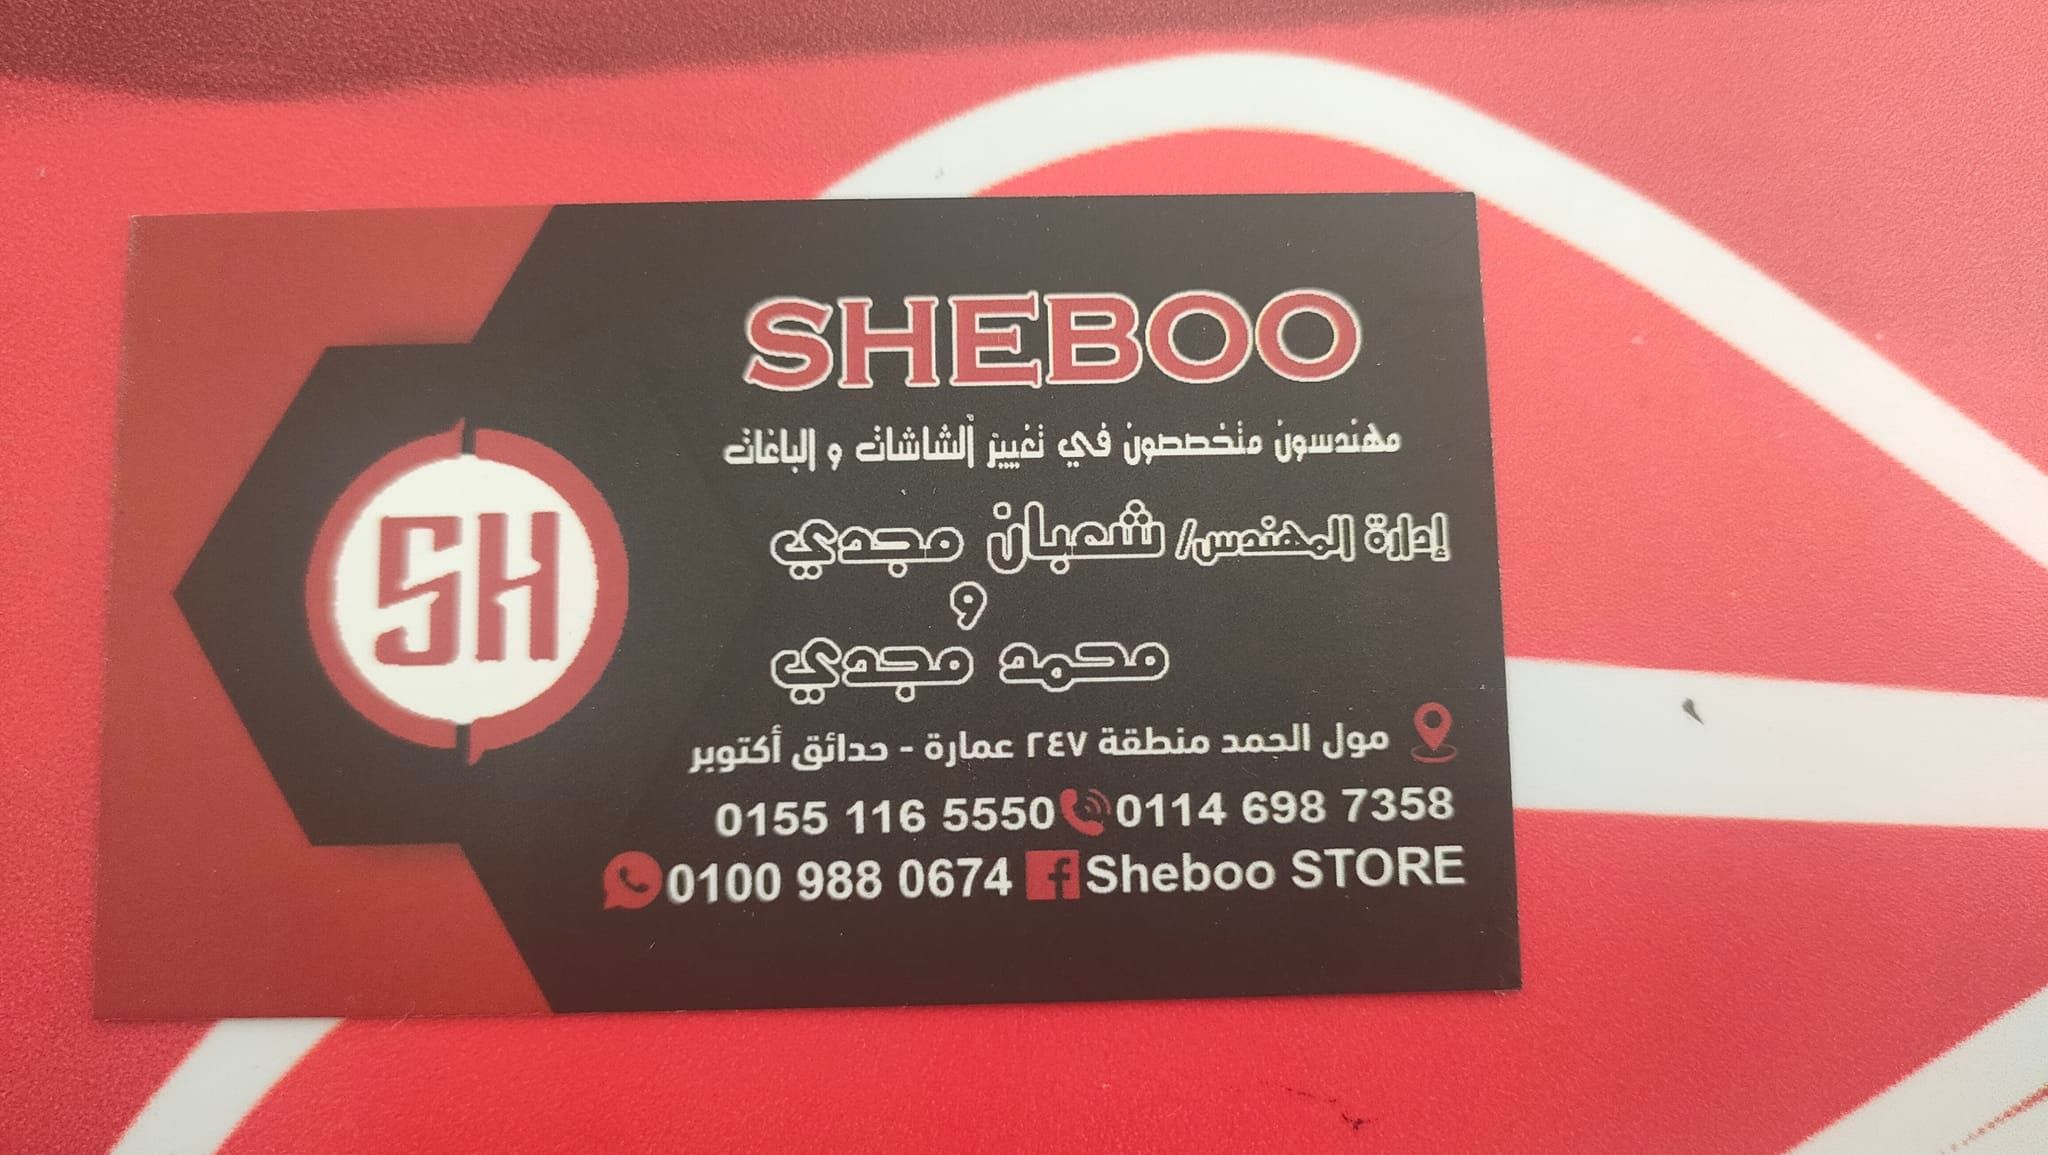 SH
SHEBOO
مهندسون متخصصون في تغيير الشاشات و الباغات
إدارة المهندس/ شعبان مجدي
و
محمد مجدي
مول الحمد منطقة ٢٤٧ عمارة - حدائق أكتوبر
0155 116 5550 0114 698 7358
0100 988 0674 Sheboo STORE